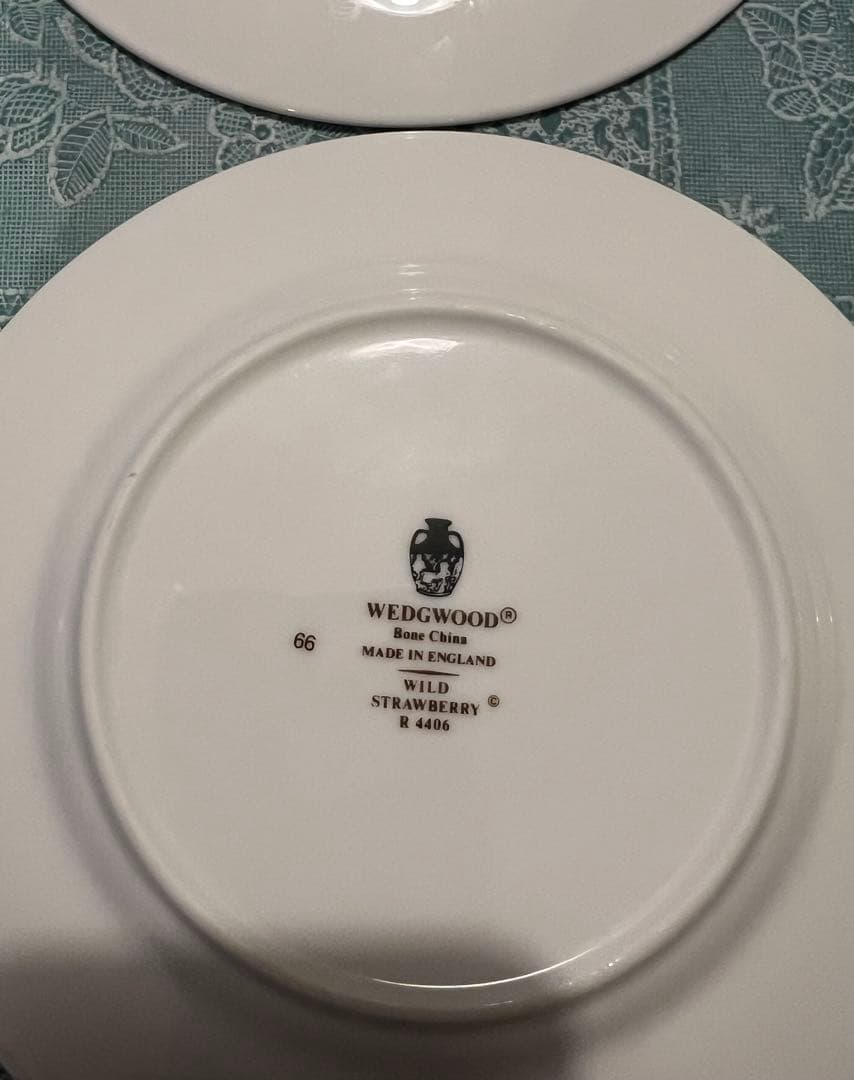 WEDGWOOD®
Bone China
MADE IN ENGLAND
66
WILD
STRAWBERRY ©
R 4406